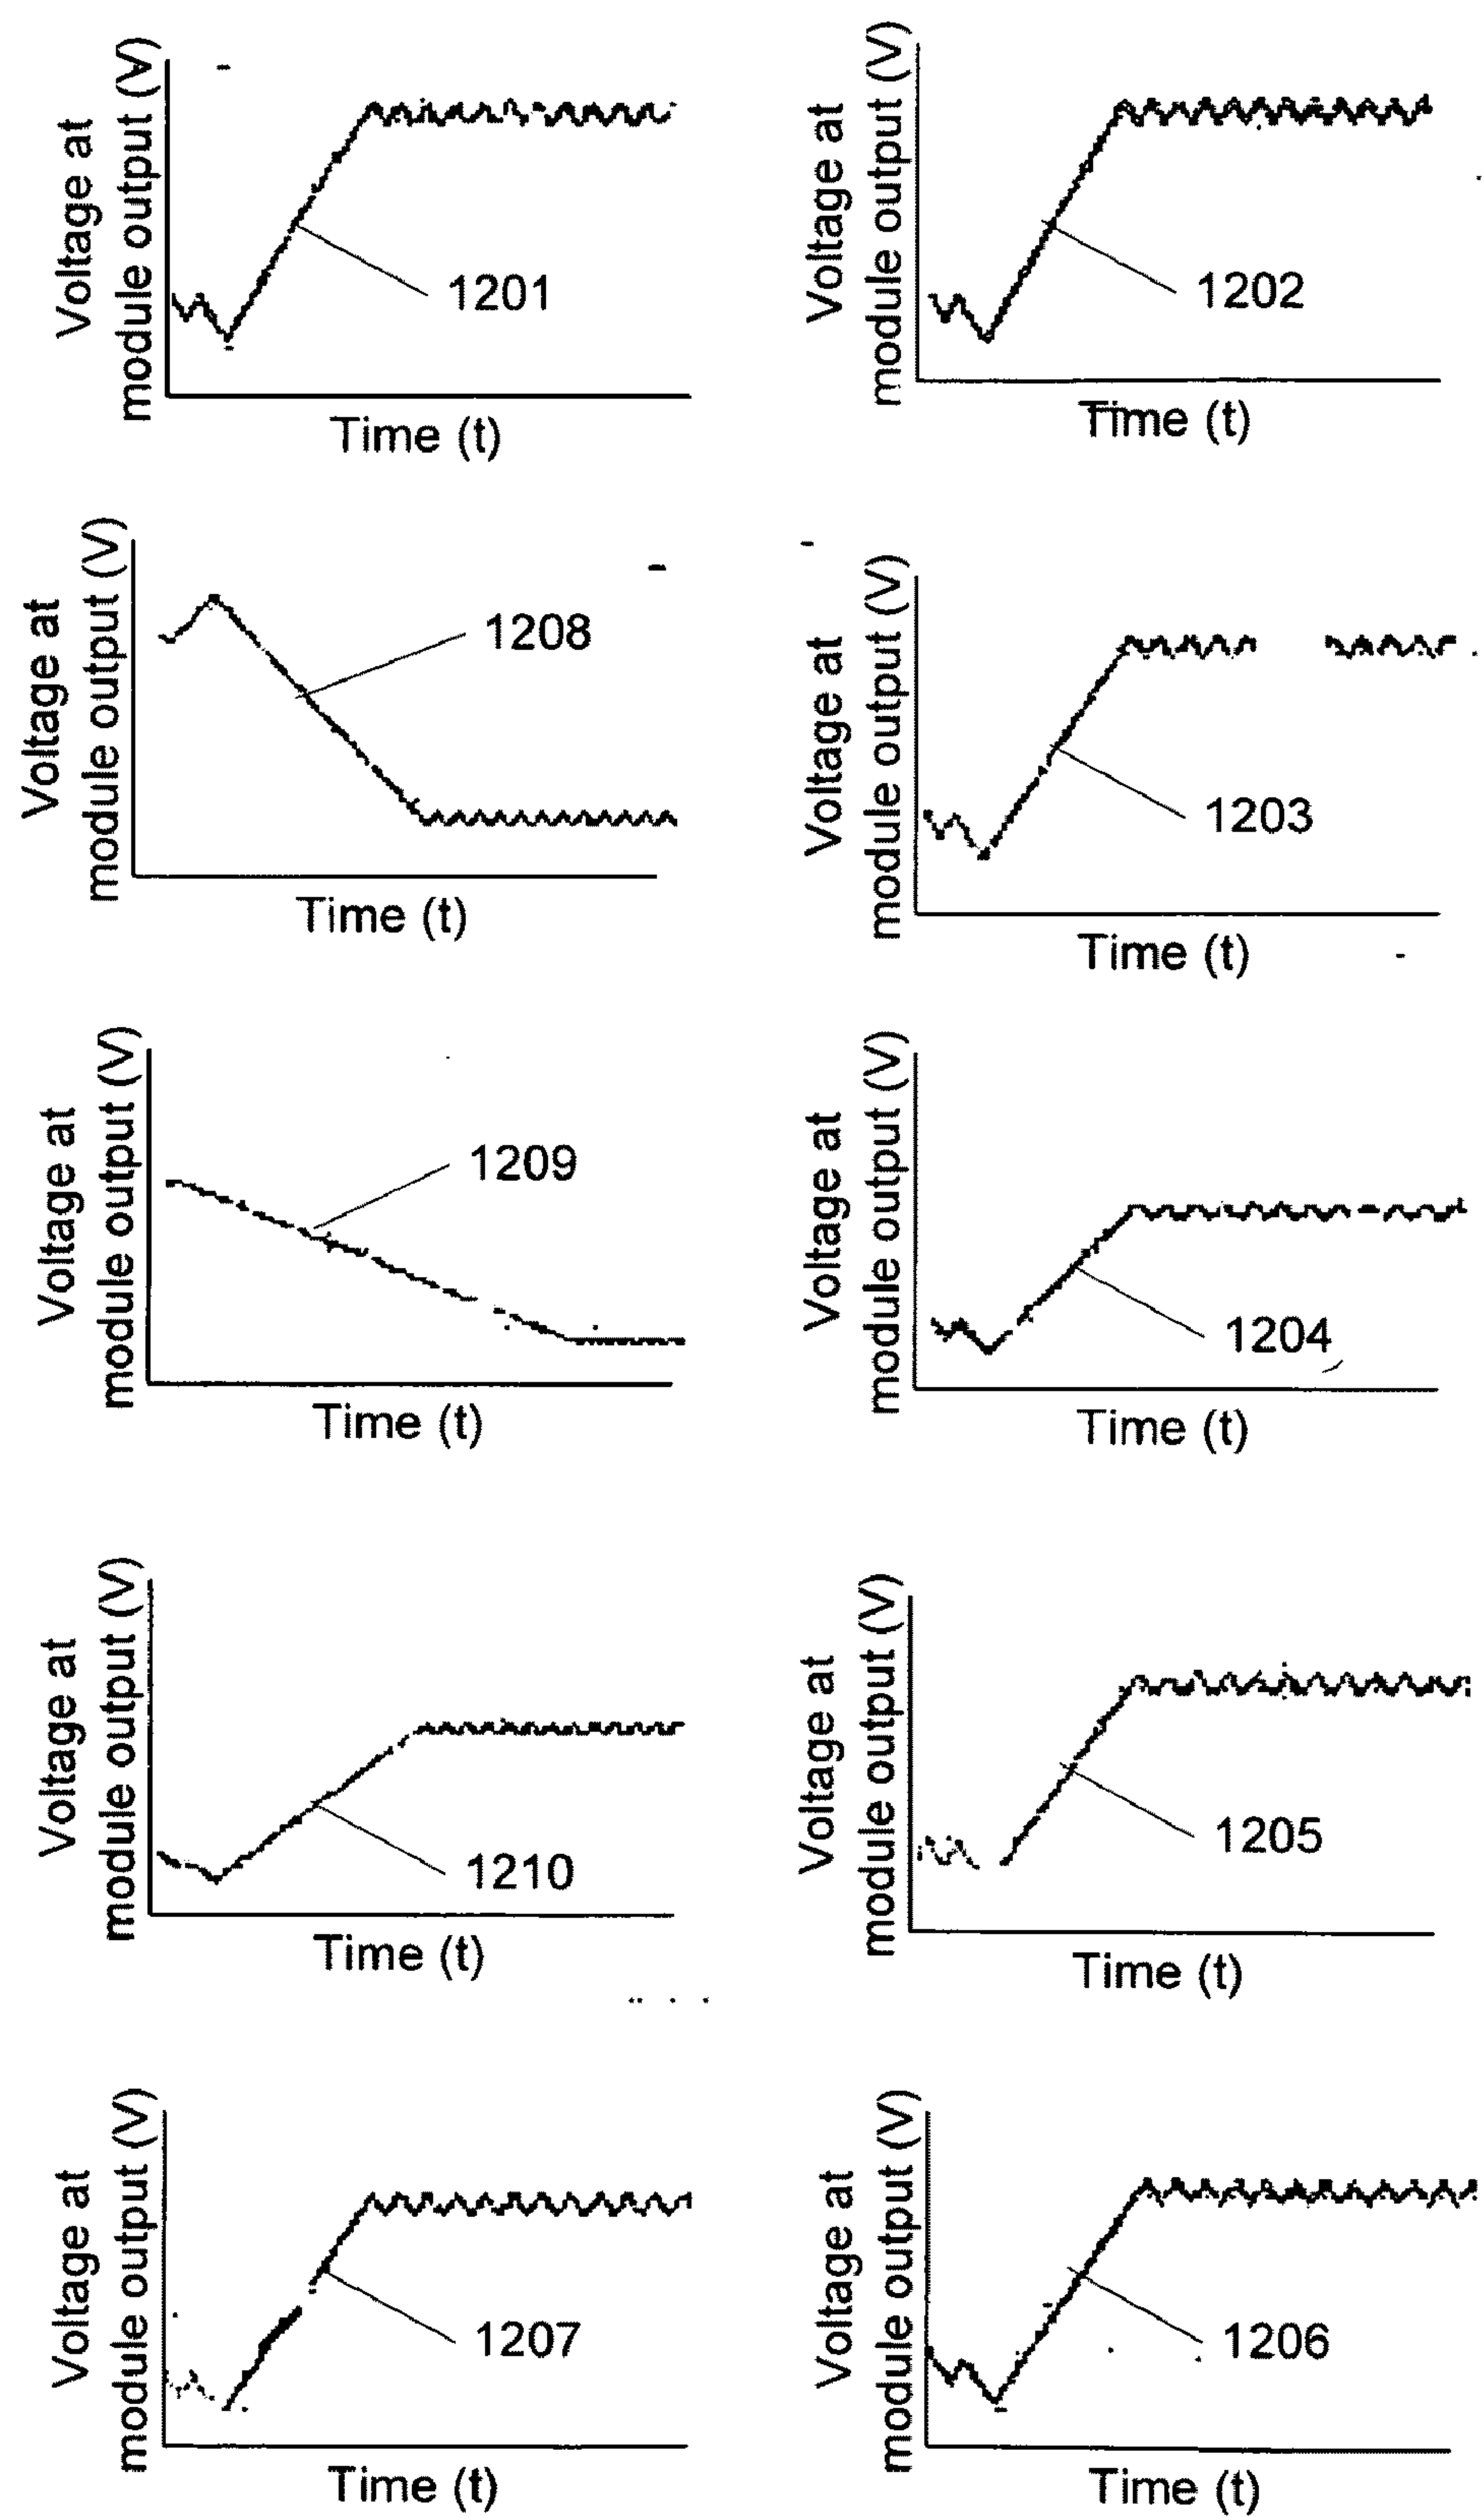 Voltage at
module output (V)
1201
Time (t)
Voltage at
module output (V)
1202
Time (t)
Voltage at
module output (V)
1208
Time (t)
Voltage at
module output (V)
1203
Time (t)
Voltage at
module output (V)
1209
Time (t)
Voltage at
module output (V)
1204
Time (t)
Voltage at
module output (V)
1210
Time (t)
Voltage at
module output (V)
1205
Time (t)
Voltage at
module output (V)
1207
Time (t)
Voltage at
module output (V)
1206
Time (t)